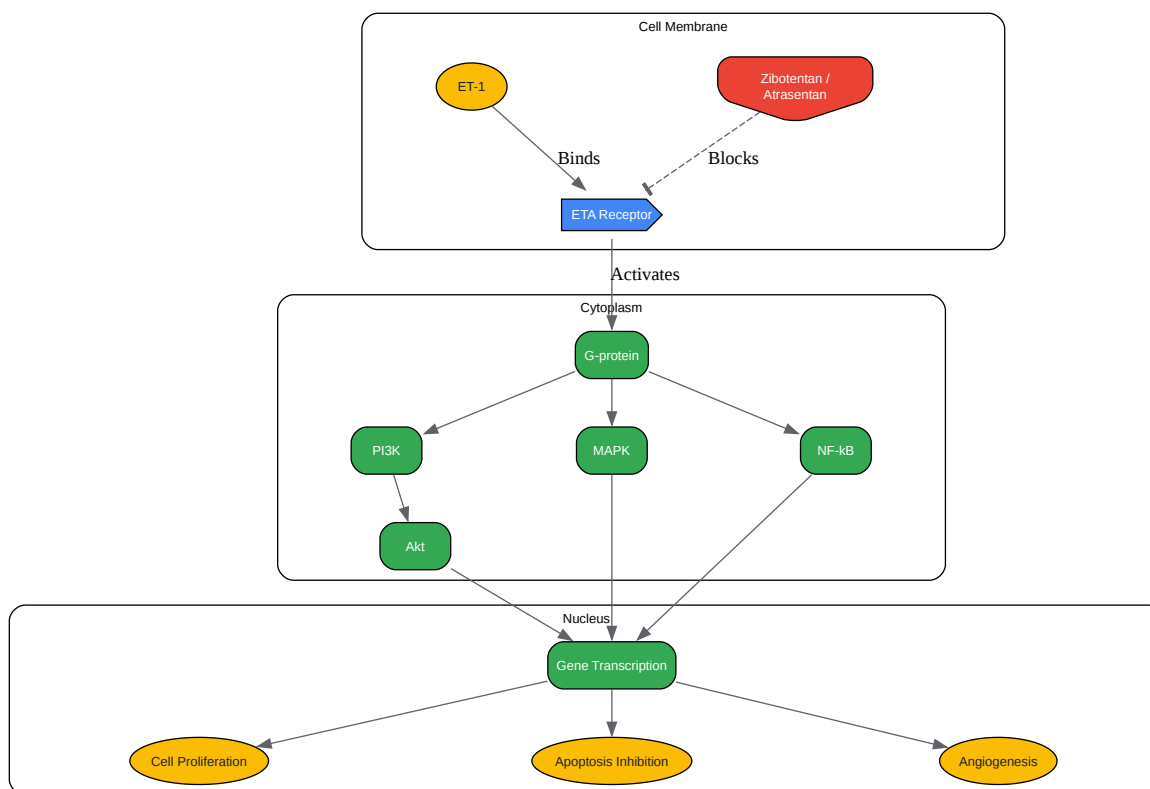 Cell Membrane
ET-1
Zibotentan /
Atrasentan
Binds
Blocks
ETA Receptor
Activates
Cytoplasm
G-protein
PI3K
MAPK
NF-kB
Akt
Nucleus
Gene Transcription
Cell Proliferation
Apoptosis Inhibition
Angiogenesis